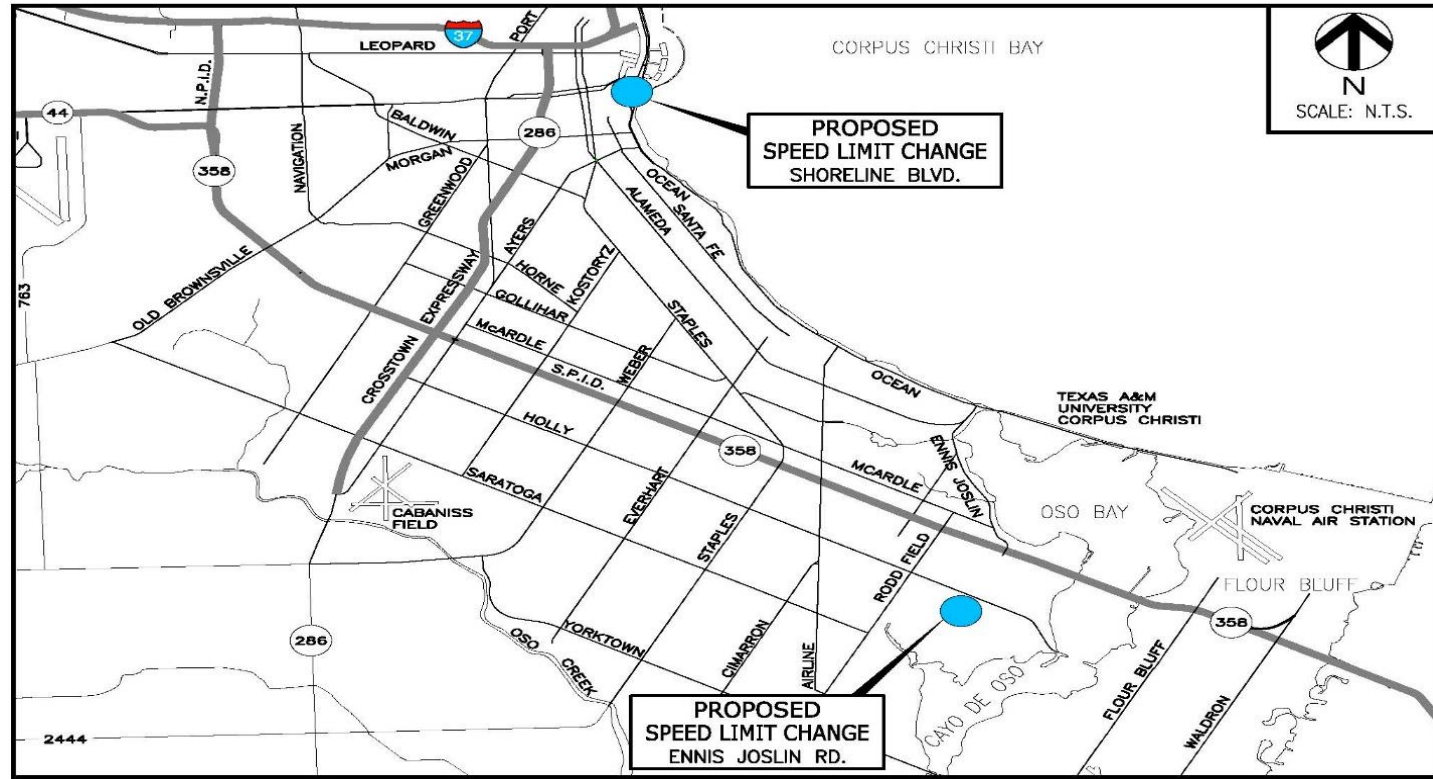 37
LEOPARD
PORT
CORPUS CHRISTI BAY
N
SCALE: N.T.S.
N.P.I.D.
44
BALDWIN
286
PROPOSED
SPEED LIMIT CHANGE
SHORELINE BLVD.
MORGAN
358
NAVIGATION
GREENWOOD
OCEAN
SANTA FE
ALAMEDA
AYERS
HORNE
KOSTORYZ
GOLLIHAR
OLD BROWNSVILLE
763
EXPRESSWAY
CROSSTOWN
McARDLE
STAPLES
WEBER
S.P.I.D.
OCEAN
TEXAS A&M
UNIVERSITY
CORPUS CHRISTI
HOLLY
358
ENNIS JOSLIN
MCARDLE
SARATOGA
EVERHART
CABANISS
FIELD
STAPLES
OSO BAY
CORPUS CHRISTI
NAVAL AIR STATION
RODD FIELD
FLOUR BLUFF
358
286
YORKTOWN
OSO
CREEK
CIMARRON
AIRLINE
CAYO DE OSO
FLOUR BLUFF
WALDRON
PROPOSED
SPEED LIMIT CHANGE
ENNIS JOSLIN RD.
2444